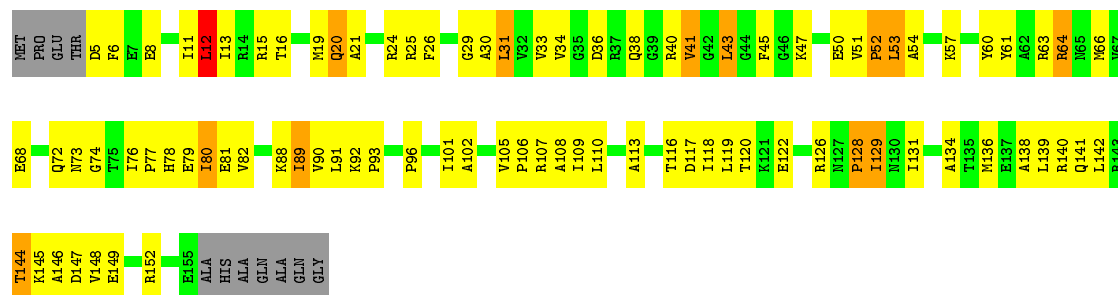 MET PRO GLU THR D5 F6 E7 E8 I11 L12 I13 R14 R15 T16 M19 Q20 A21 R24 R25 F26 G29 A30 L31 V32 V33 V34 G35 D36 R37 Q38 G39 R40 V41 G42 L43 G44 F45 G46 K47 E50 V51 P52 L53 A54 K57 Y60 Y61 A62 R63 R64 N65 M66 V67
E68 Q72 N73 G74 T75 I76 P77 H78 E79 I80 E81 V82 K88 I89 V90 L91 K92 P93 P96 I101 A102 V105 P106 R107 A108 I109 L110 A113 T116 D117 I118 L119 T120 K121 E122 R126 N127 P128 I129 N130 I131 A134 T135 M136 E137 A138 L139 R140 Q141 L142 R143
T144 K145 A146 D147 V148 E149 R152 E155 ALA HIS ALA GLN ALA GLN GLY